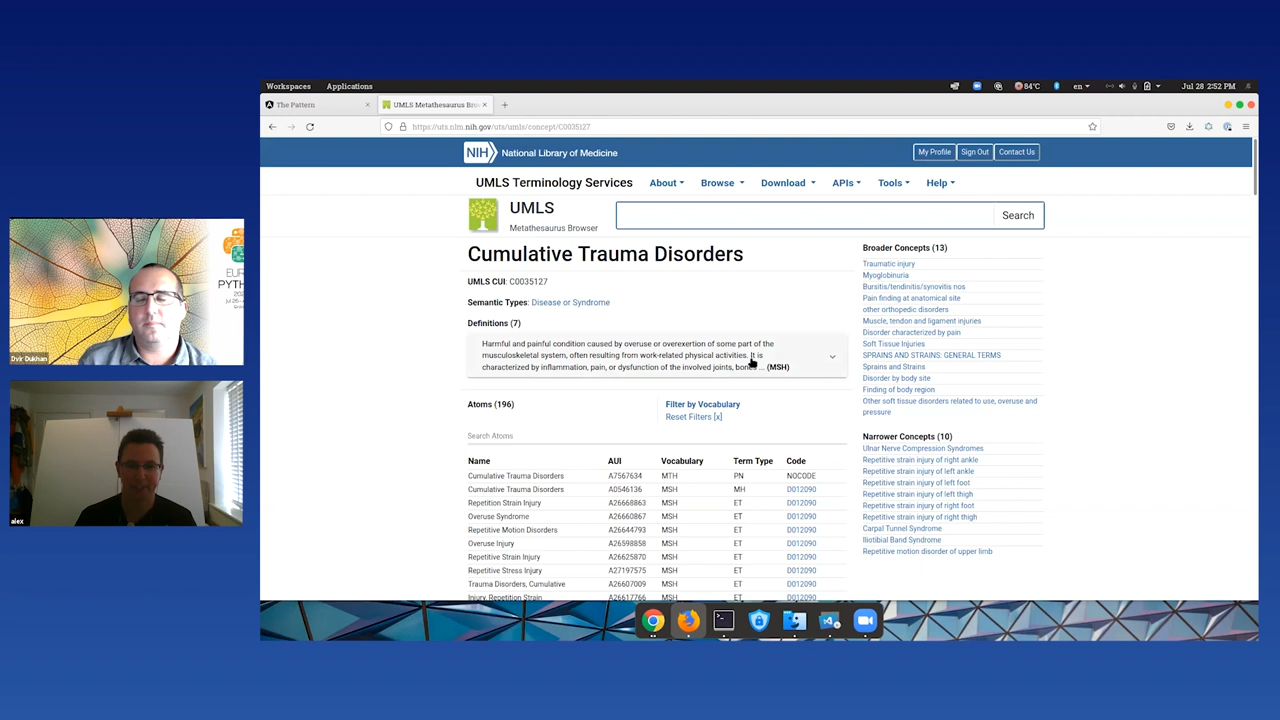 Workspaces Applications
84°C en Jul 28 2:52 PM
The Pattern
UMLS Metathesaurus Bro
https://uts.nlm.nih.gov/uts/umls/concept/C0035127
NIH National Library of Medicine
My Profile Sign Out Contact Us
UMLS Terminology Services About Browse Download APIs Tools Help
UMLS
Metathesaurus Browser
Search
Cumulative Trauma Disorders
UMLS CUI: C0035127
Semantic Types: Disease or Syndrome
Definitions (7)
Harmful and painful condition caused by overuse or overexertion of some part of the
musculoskeletal system, often resulting from work-related physical activities. It is
characterized by inflammation, pain, or dysfunction of the involved joints, bones ... (MSH)
Atoms (196)
Filter by Vocabulary
Reset Filters [x]
Search Atoms
Name AUI Vocabulary Term Type Code
Cumulative Trauma Disorders A7567634 MTH PN NOCODE
Cumulative Trauma Disorders A0546136 MSH MH D012090
Repetition Strain Injury A26668863 MSH ET D012090
Overuse Syndrome A26660867 MSH ET D012090
Repetitive Motion Disorders A26644793 MSH ET D012090
Overuse Injury A26598858 MSH ET D012090
Repetitive Strain Injury A26625870 MSH ET D012090
Repetitive Stress Injury A27197575 MSH ET D012090
Trauma Disorders, Cumulative A26607009 MSH ET D012090
Injury, Repetition Strain A26617766 MSH ET D012090
Broader Concepts (13)
Traumatic injury
Myoglobinuria
Bursitis/tendinitis/synovitis nos
Pain finding at anatomical site
other orthopedic disorders
Muscle, tendon and ligament injuries
Disorder characterized by pain
Soft Tissue Injuries
SPRAINS AND STRAINS: GENERAL TERMS
Sprains and Strains
Disorder by body site
Finding of body region
Other soft tissue disorders related to use, overuse and
pressure
Narrower Concepts (10)
Ulnar Nerve Compression Syndromes
Repetitive strain injury of right ankle
Repetitive strain injury of left ankle
Repetitive strain injury of left foot
Repetitive strain injury of left thigh
Repetitive strain injury of right foot
Repetitive strain injury of right thigh
Carpal Tunnel Syndrome
Iliotibial Band Syndrome
Repetitive motion disorder of upper limb
EUR
PYTH
Dvir Dukhan
alex